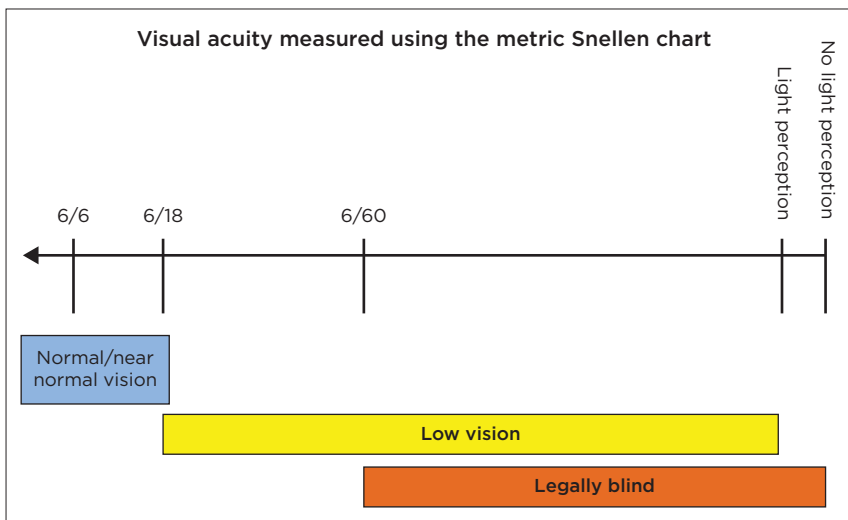 Visual acuity measured using the metric Snellen chart
Light perception
No light perception
6/6
6/18
6/60
Normal/near
normal vision
Low vision
Legally blind